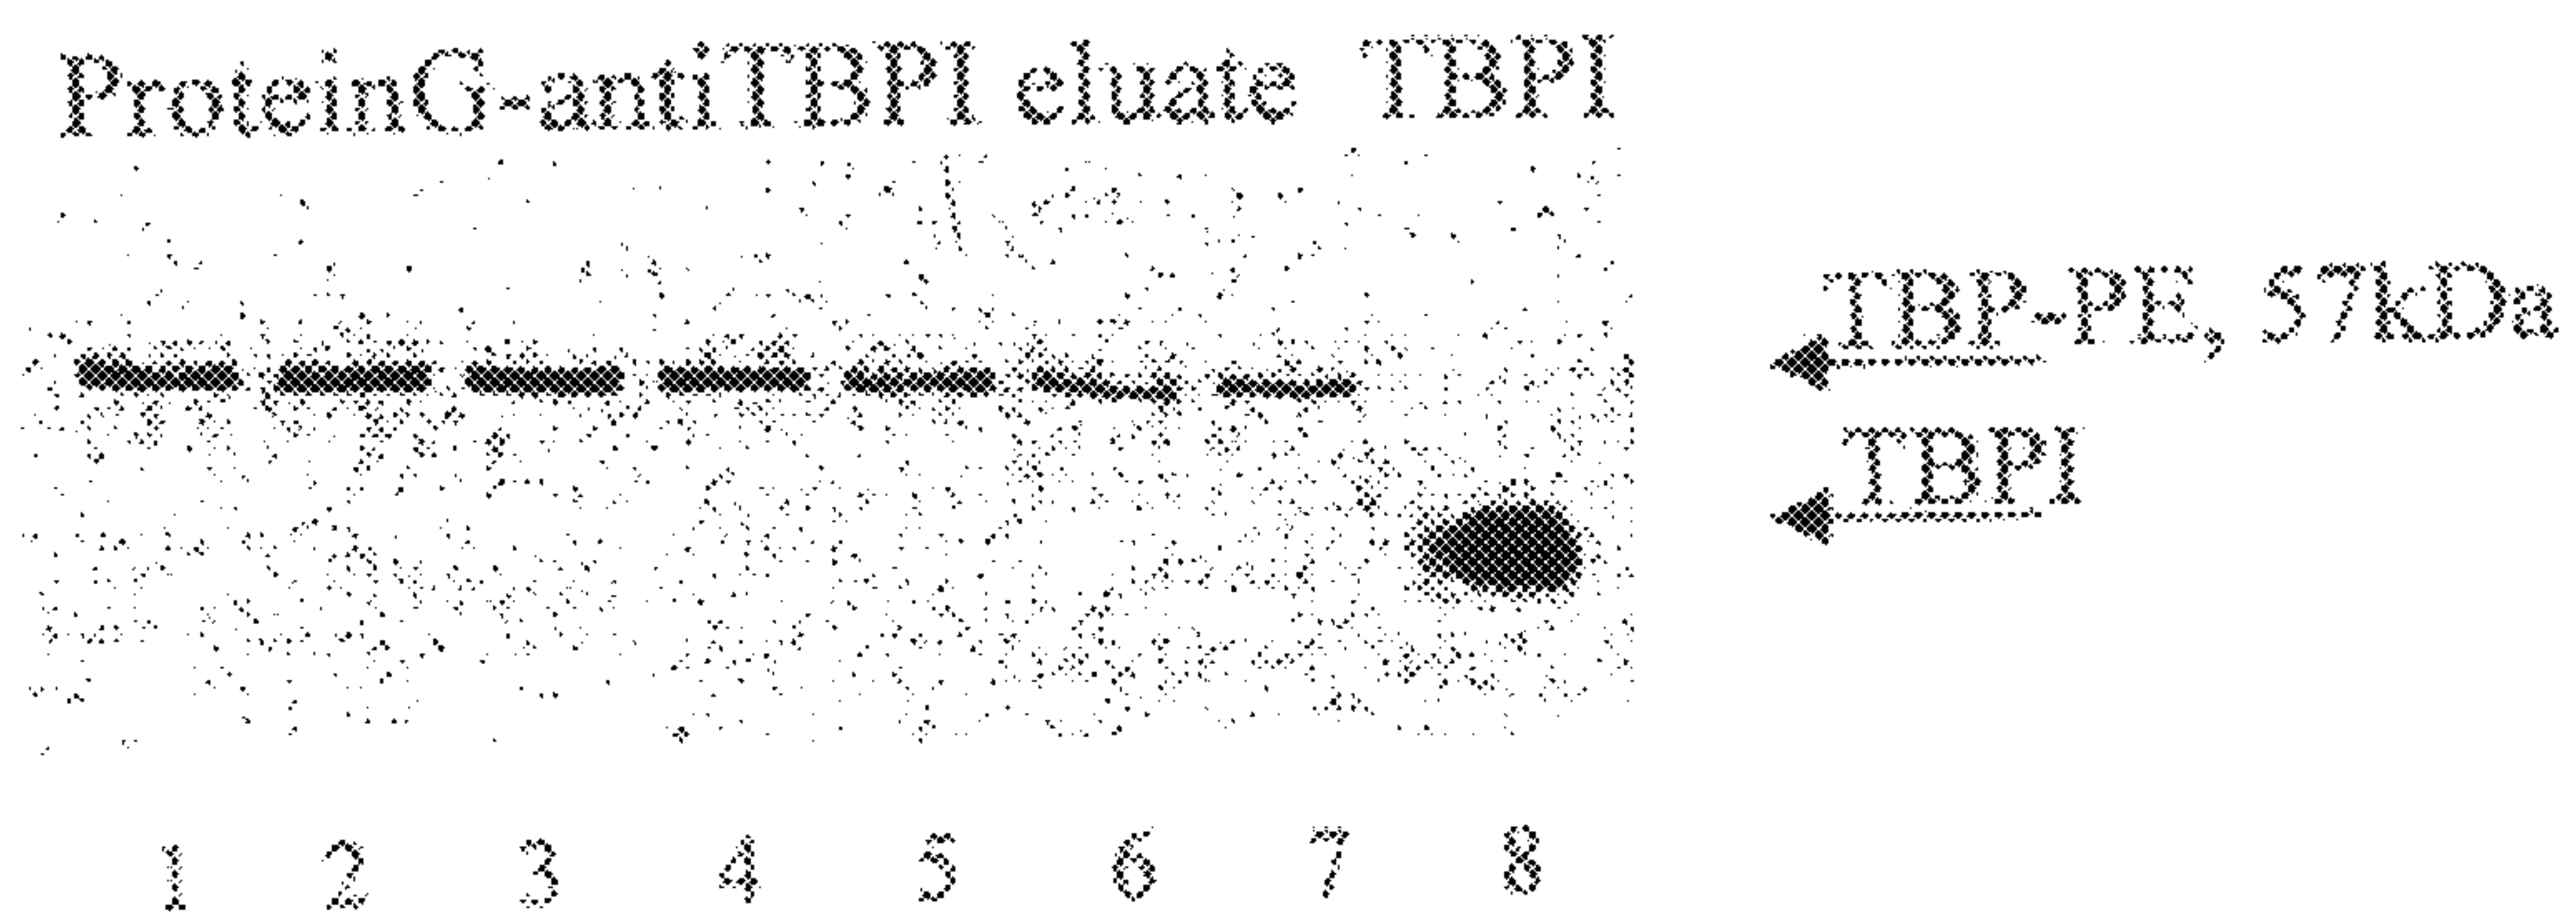 ProteinG-antiTBPI eluate TBPI
TBP-PE, 57kDa
TBPI
1 2 3 4 5 6 7 8